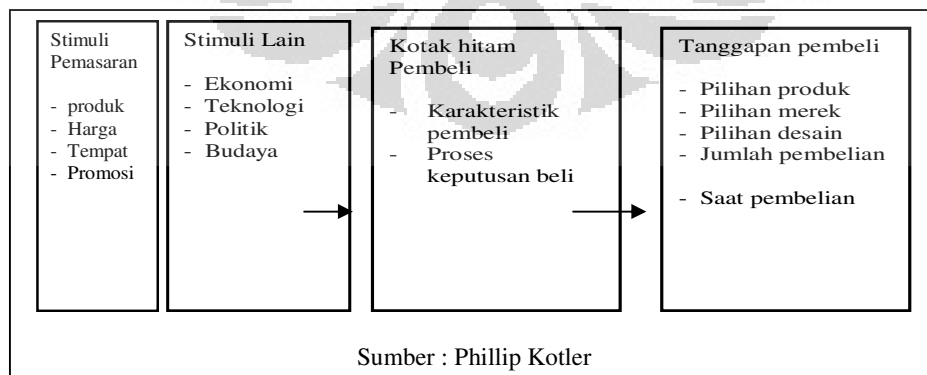 Stimuli
Pemasaran
- produk
- Harga
- Tempat
- Promosi
Stimuli Lain
- Ekonomi
- Teknologi
- Politik
- Budaya
Kotak hitam
Pembeli
- Karakteristik
pembeli
- Proses
keputusan beli
Tanggapan pembeli
- Pilihan produk
- Pilihan merek
- Pilihan desain
- Jumlah pembelian
- Saat pembelian
Sumber : Phillip Kotler